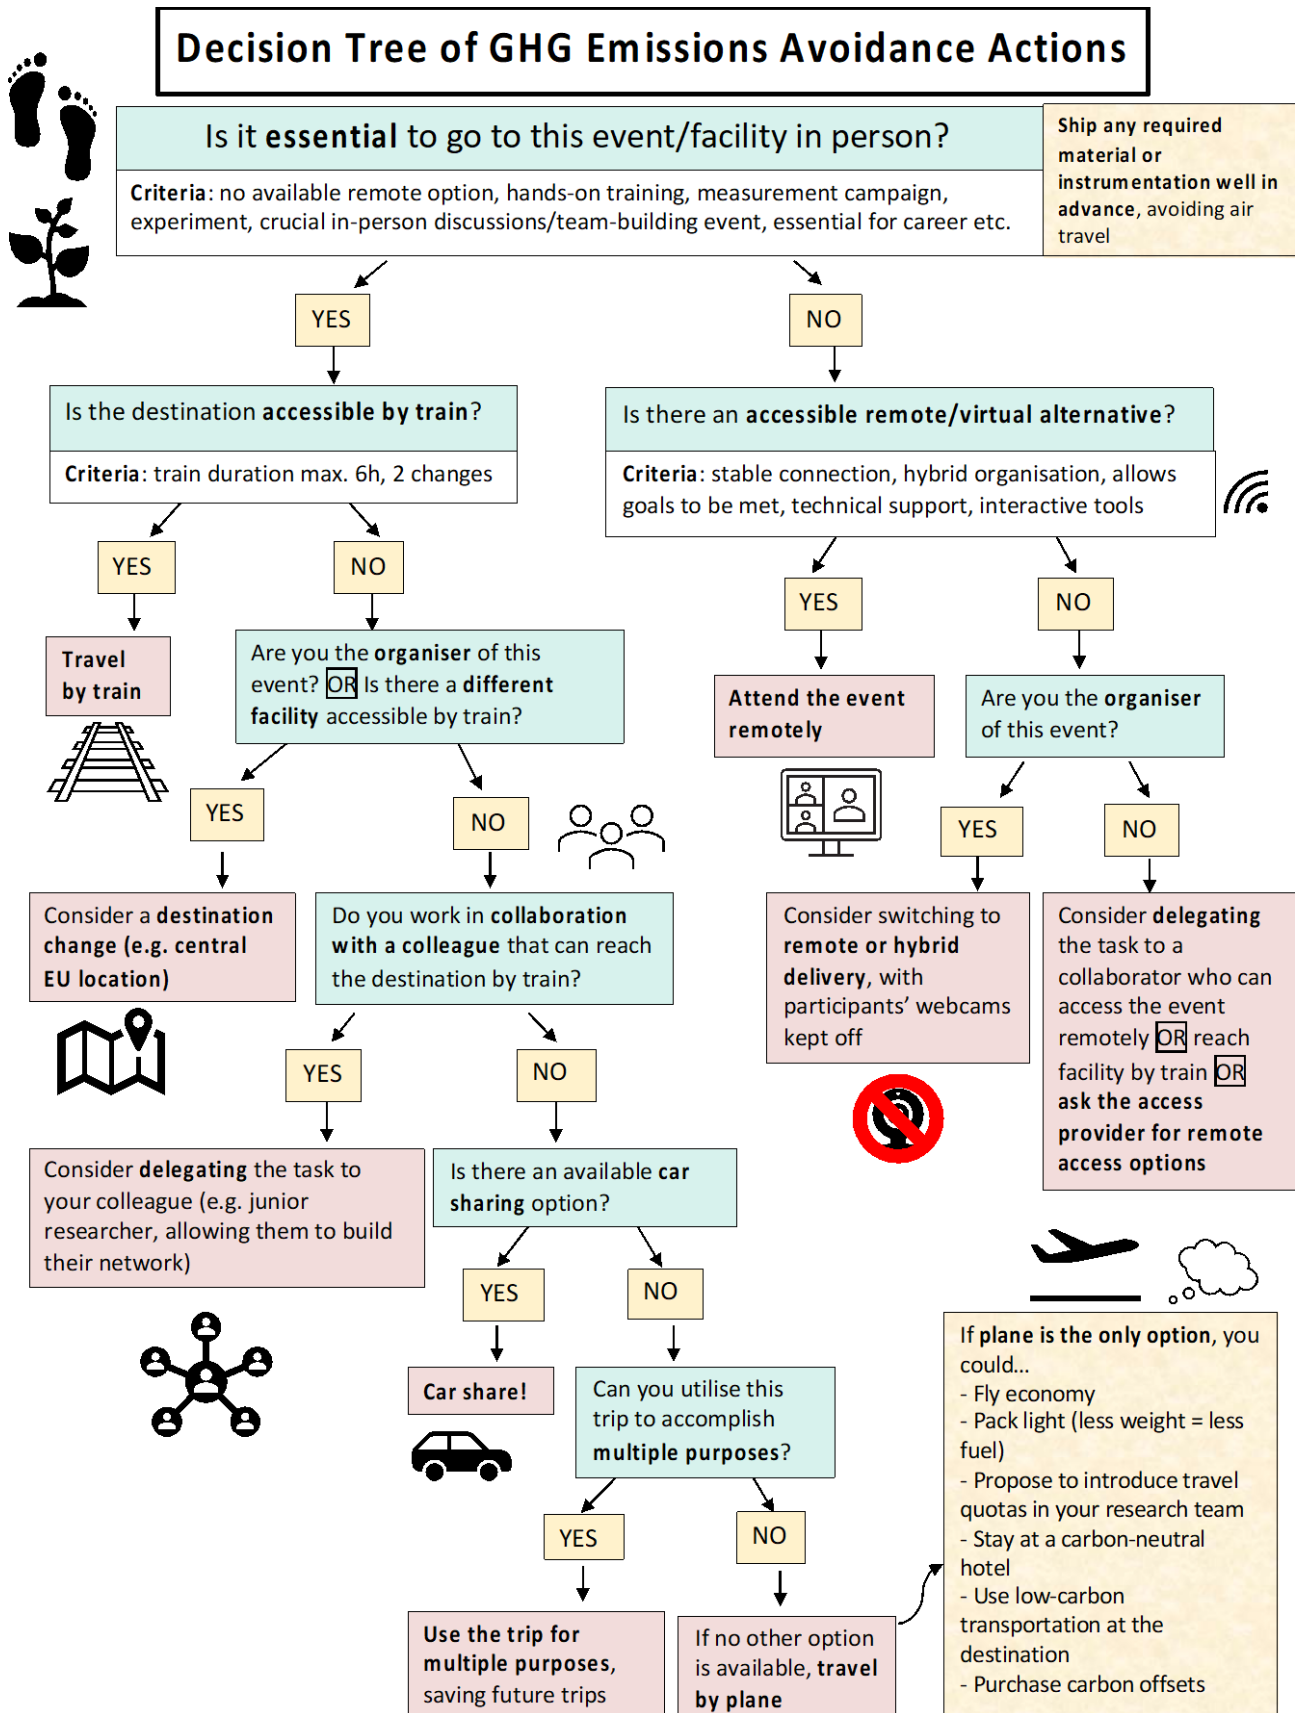 Decision Tree of GHG Emissions Avoidance Actions
Is it essential to go to this event/facility in person?
Criteria: no available remote option, hands-on training, measurement campaign,
experiment, crucial in-person discussions/team-building event, essential for career etc.
Ship any required
material or
instrumentation well in
advance, avoiding air
travel
YES
NO
Is the destination accessible by train?
Criteria: train duration max. 6h, 2 changes
Is there an accessible remote/virtual alternative?
Criteria: stable connection, hybrid organisation, allows
goals to be met, technical support, interactive tools
YES
NO
YES
NO
Travel
by train
Are you the organiser of this
event? OR Is there a different
facility accessible by train?
Attend the event
remotely
Are you the organiser
of this event?
YES
NO
YES
NO
Consider a destination
change (e.g. central
EU location)
Do you work in collaboration
with a colleague that can reach
the destination by train?
Consider switching to
remote or hybrid
delivery, with
participants' webcams
kept off
Consider delegating
the task to a
collaborator who can
access the event
remotely OR reach
facility by train OR
ask the access
provider for remote
access options
YES
NO
Consider delegating the task to
your colleague (e.g. junior
researcher, allowing them to build
their network)
Is there an available car
sharing option?
YES
NO
Car share!
Can you utilise this
trip to accomplish
multiple purposes?
YES
NO
Use the trip for
multiple purposes,
saving future trips
If no other option
is available, travel
by plane
If plane is the only option, you
could…
- Fly economy
- Pack light (less weight = less
fuel)
- Propose to introduce travel
quotas in your research team
- Stay at a carbon-neutral
hotel
- Use low-carbon
transportation at the
destination
- Purchase carbon offsets